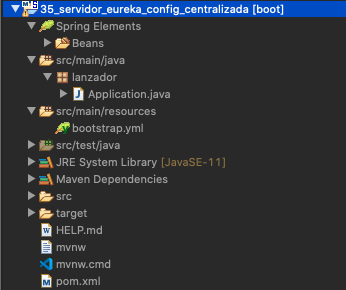 35_servidor_eureka_config_centralizada [boot]
Spring Elements
Beans
src/main/java
lanzador
Application.java
src/main/resources
bootstrap.yml
src/test/java
JRE System Library [JavaSE-11]
Maven Dependencies
src
target
HELP.md
mvnw
mvnw.cmd
pom.xml